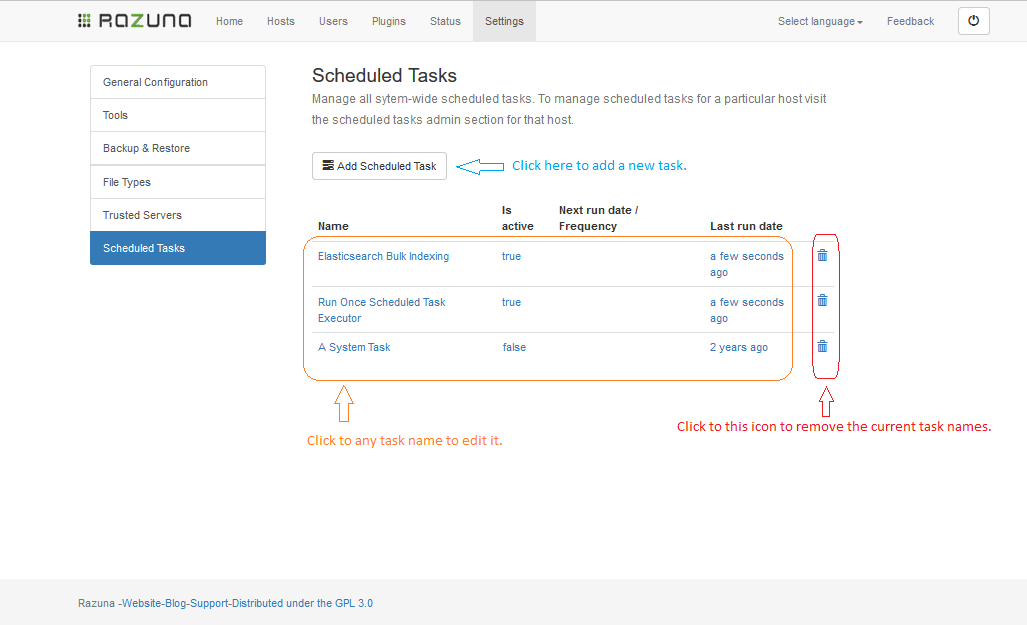 RAZUNA Home Hosts Users Plugins Status Settings Select language Feedback
General Configuration
Tools
Backup & Restore
File Types
Trusted Servers
Scheduled Tasks
Scheduled Tasks
Manage all sytem-wide scheduled tasks. To manage scheduled tasks for a particular host visit
the scheduled tasks admin section for that host.
Add Scheduled Task
Click here to add a new task.
Name Is active Next run date / Frequency Last run date
Elasticsearch Bulk Indexing true a few seconds ago
Run Once Scheduled Task Executor true a few seconds ago
A System Task false 2 years ago
Click to any task name to edit it.
Click to this icon to remove the current task names.
Razuna -Website-Blog-Support-Distributed under the GPL 3.0